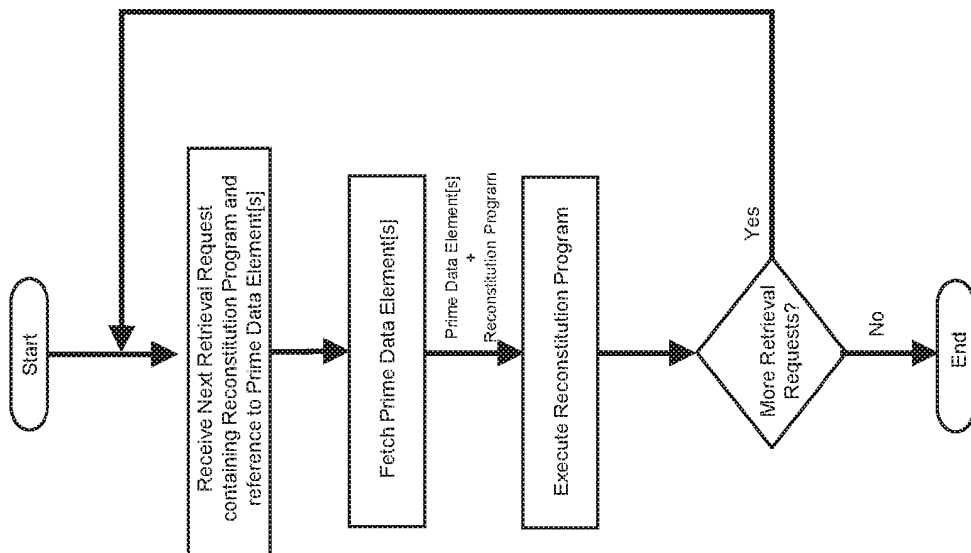 Start
Receive Next Retrieval Request
containing Reconstitution Program and
reference to Prime Data Element[s]
Fetch Prime Data Element[s]
Prime Data Element[s]
+
Reconstitution Program
Execute Reconstitution Program
More Retrieval
Requests?
Yes
No
End